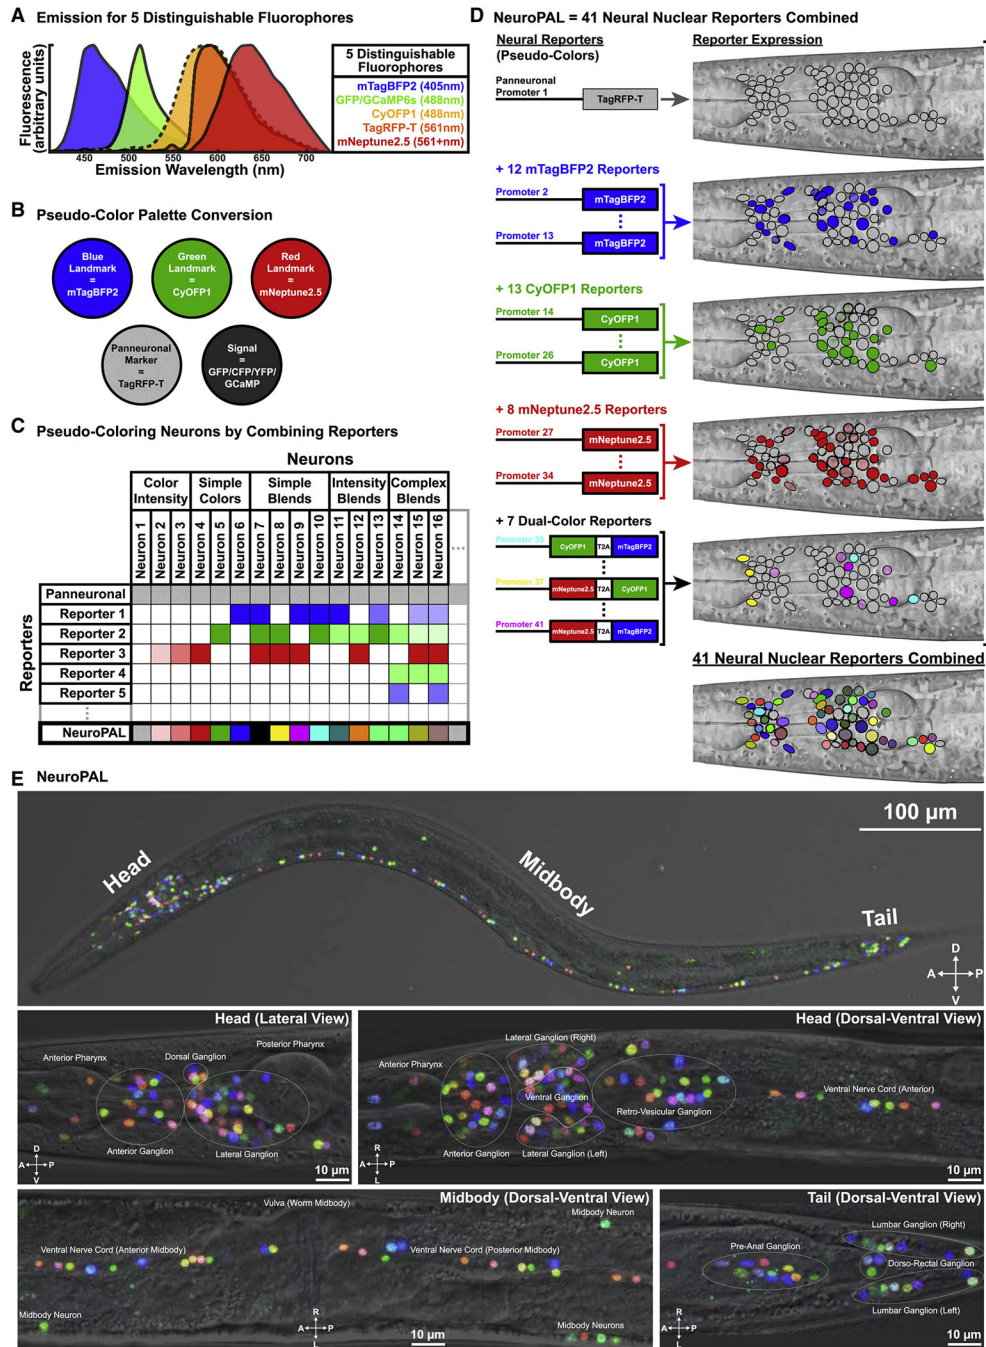 A Emission for 5 Distinguishable Fluorophores
Fluorescence
(arbitrary units)
450 500 550 600 650 700
Emission Wavelength (nm)
5 Distinguishable
Fluorophores
mTagBFP2 (405nm)
GFP/GCaMP6s (488nm)
CyOFP1 (488nm)
TagRFP-T (561nm)
mNeptune2.5 (561+nm)
B Pseudo-Color Palette Conversion
Blue
Landmark
=
mTagBFP2
Green
Landmark
=
CyOFP1
Red
Landmark
=
mNeptune2.5
Panneuronal
Marker
=
TagRFP-T
Signal
=
GFP/CFP/YFP/
GCaMP
C Pseudo-Coloring Neurons by Combining Reporters
Neurons
Color
Intensity
Simple
Colors
Simple
Blends
Intensity
Blends
Complex
Blends
Neuron 1
Neuron 2
Neuron 3
Neuron 4
Neuron 5
Neuron 6
Neuron 7
Neuron 8
Neuron 9
Neuron 10
Neuron 11
Neuron 12
Neuron 13
Neuron 14
Neuron 15
Neuron 16
...
Reporters
Panneuronal
Reporter 1
Reporter 2
Reporter 3
Reporter 4
Reporter 5
NeuroPAL
D NeuroPAL = 41 Neural Nuclear Reporters Combined
Neural Reporters
(Pseudo-Colors)
Reporter Expression
Panneuronal
Promoter 1
TagRFP-T
+ 12 mTagBFP2 Reporters
Promoter 2
mTagBFP2
Promoter 13
mTagBFP2
+ 13 CyOFP1 Reporters
Promoter 14
CyOFP1
Promoter 26
CyOFP1
+ 8 mNeptune2.5 Reporters
Promoter 27
mNeptune2.5
Promoter 34
mNeptune2.5
+ 7 Dual-Color Reporters
Promoter 35
CyOFP1 T2A mTagBFP2
Promoter 37
mNeptune2.5 T2A CyOFP1
Promoter 41
mNeptune2.5 T2A mTagBFP2
41 Neural Nuclear Reporters Combined
E NeuroPAL
100 µm
Head
Midbody
Tail
D
A P
V
Head (Lateral View)
Anterior Pharynx
Dorsal Ganglion
Posterior Pharynx
Anterior Ganglion
Lateral Ganglion
D
A P
V
10 µm
Head (Dorsal-Ventral View)
Lateral Ganglion (Right)
Anterior Pharynx
Ventral Ganglion
Retro-Vesicular Ganglion
Ventral Nerve Cord (Anterior)
Anterior Ganglion
Lateral Ganglion (Left)
R
A P
L
10 µm
Midbody (Dorsal-Ventral View)
Vulva (Worm Midbody)
Midbody Neuron
Ventral Nerve Cord (Anterior Midbody)
Ventral Nerve Cord (Posterior Midbody)
Midbody Neuron
R
A P
L
10 µm
Midbody Neurons
Tail (Dorsal-Ventral View)
Lumbar Ganglion (Right)
Pre-Anal Ganglion
Dorso-Rectal Ganglion
Lumbar Ganglion (Left)
R
A P
L
10 µm